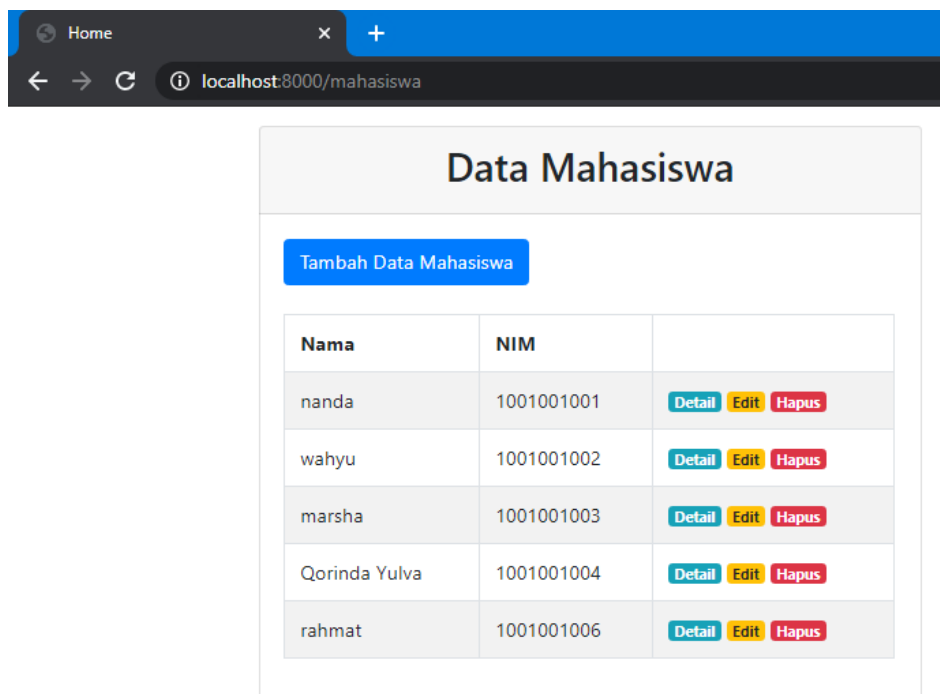 Home
localhost:8000/mahasiswa
Data Mahasiswa
Tambah Data Mahasiswa
Nama NIM
nanda 1001001001 Detail Edit Hapus
wahyu 1001001002 Detail Edit Hapus
marsha 1001001003 Detail Edit Hapus
Qorinda Yulva 1001001004 Detail Edit Hapus
rahmat 1001001006 Detail Edit Hapus